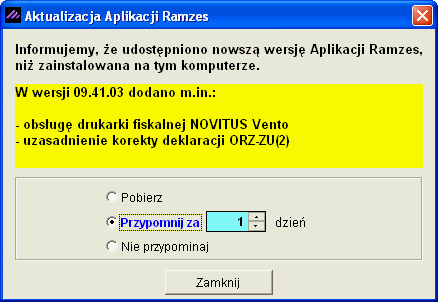 Aktualizacja Aplikacji Ramzes
Informujemy, że udostępniono nowszą wersję Aplikacji Ramzes,
niż zainstalowana na tym komputerze.
W wersji 09.41.03 dodano m.in.:
- obsługę drukarki fiskalnej NOVITUS Vento
- uzasadnienie korekty deklaracji ORZ-ZU(2)
Pobierz
Przypomnij za 1 dzień
Nie przypominaj
Zamknij